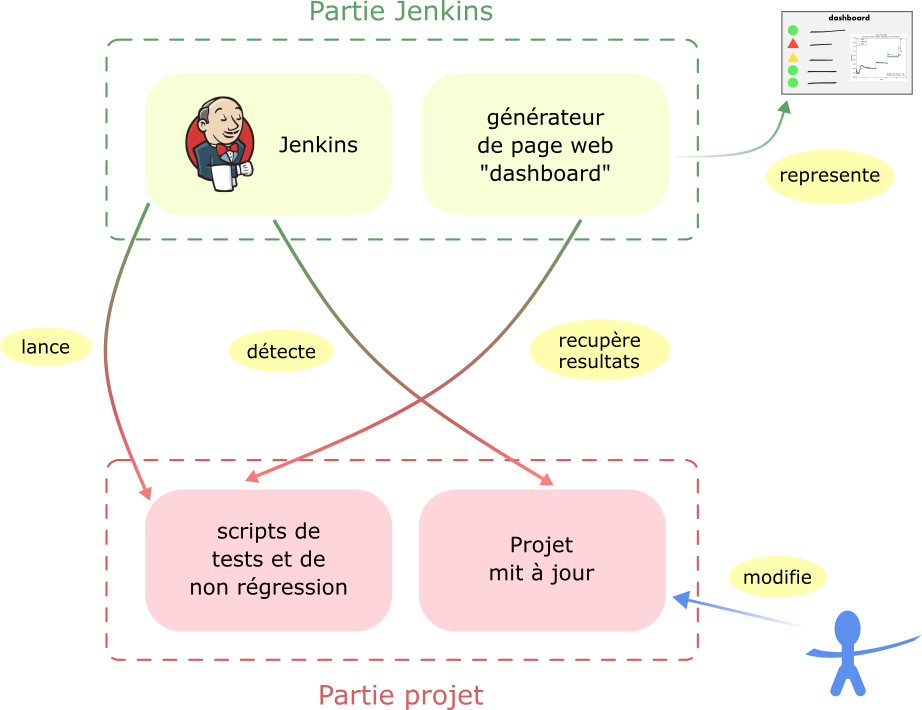 Partie Jenkins
dashboard
Jenkins
générateur
de page web
"dashboard"
represente
lance
détecte
recupère
resultats
scripts de
tests et de
non régression
Projet
mit à jour
modifie
Partie projet